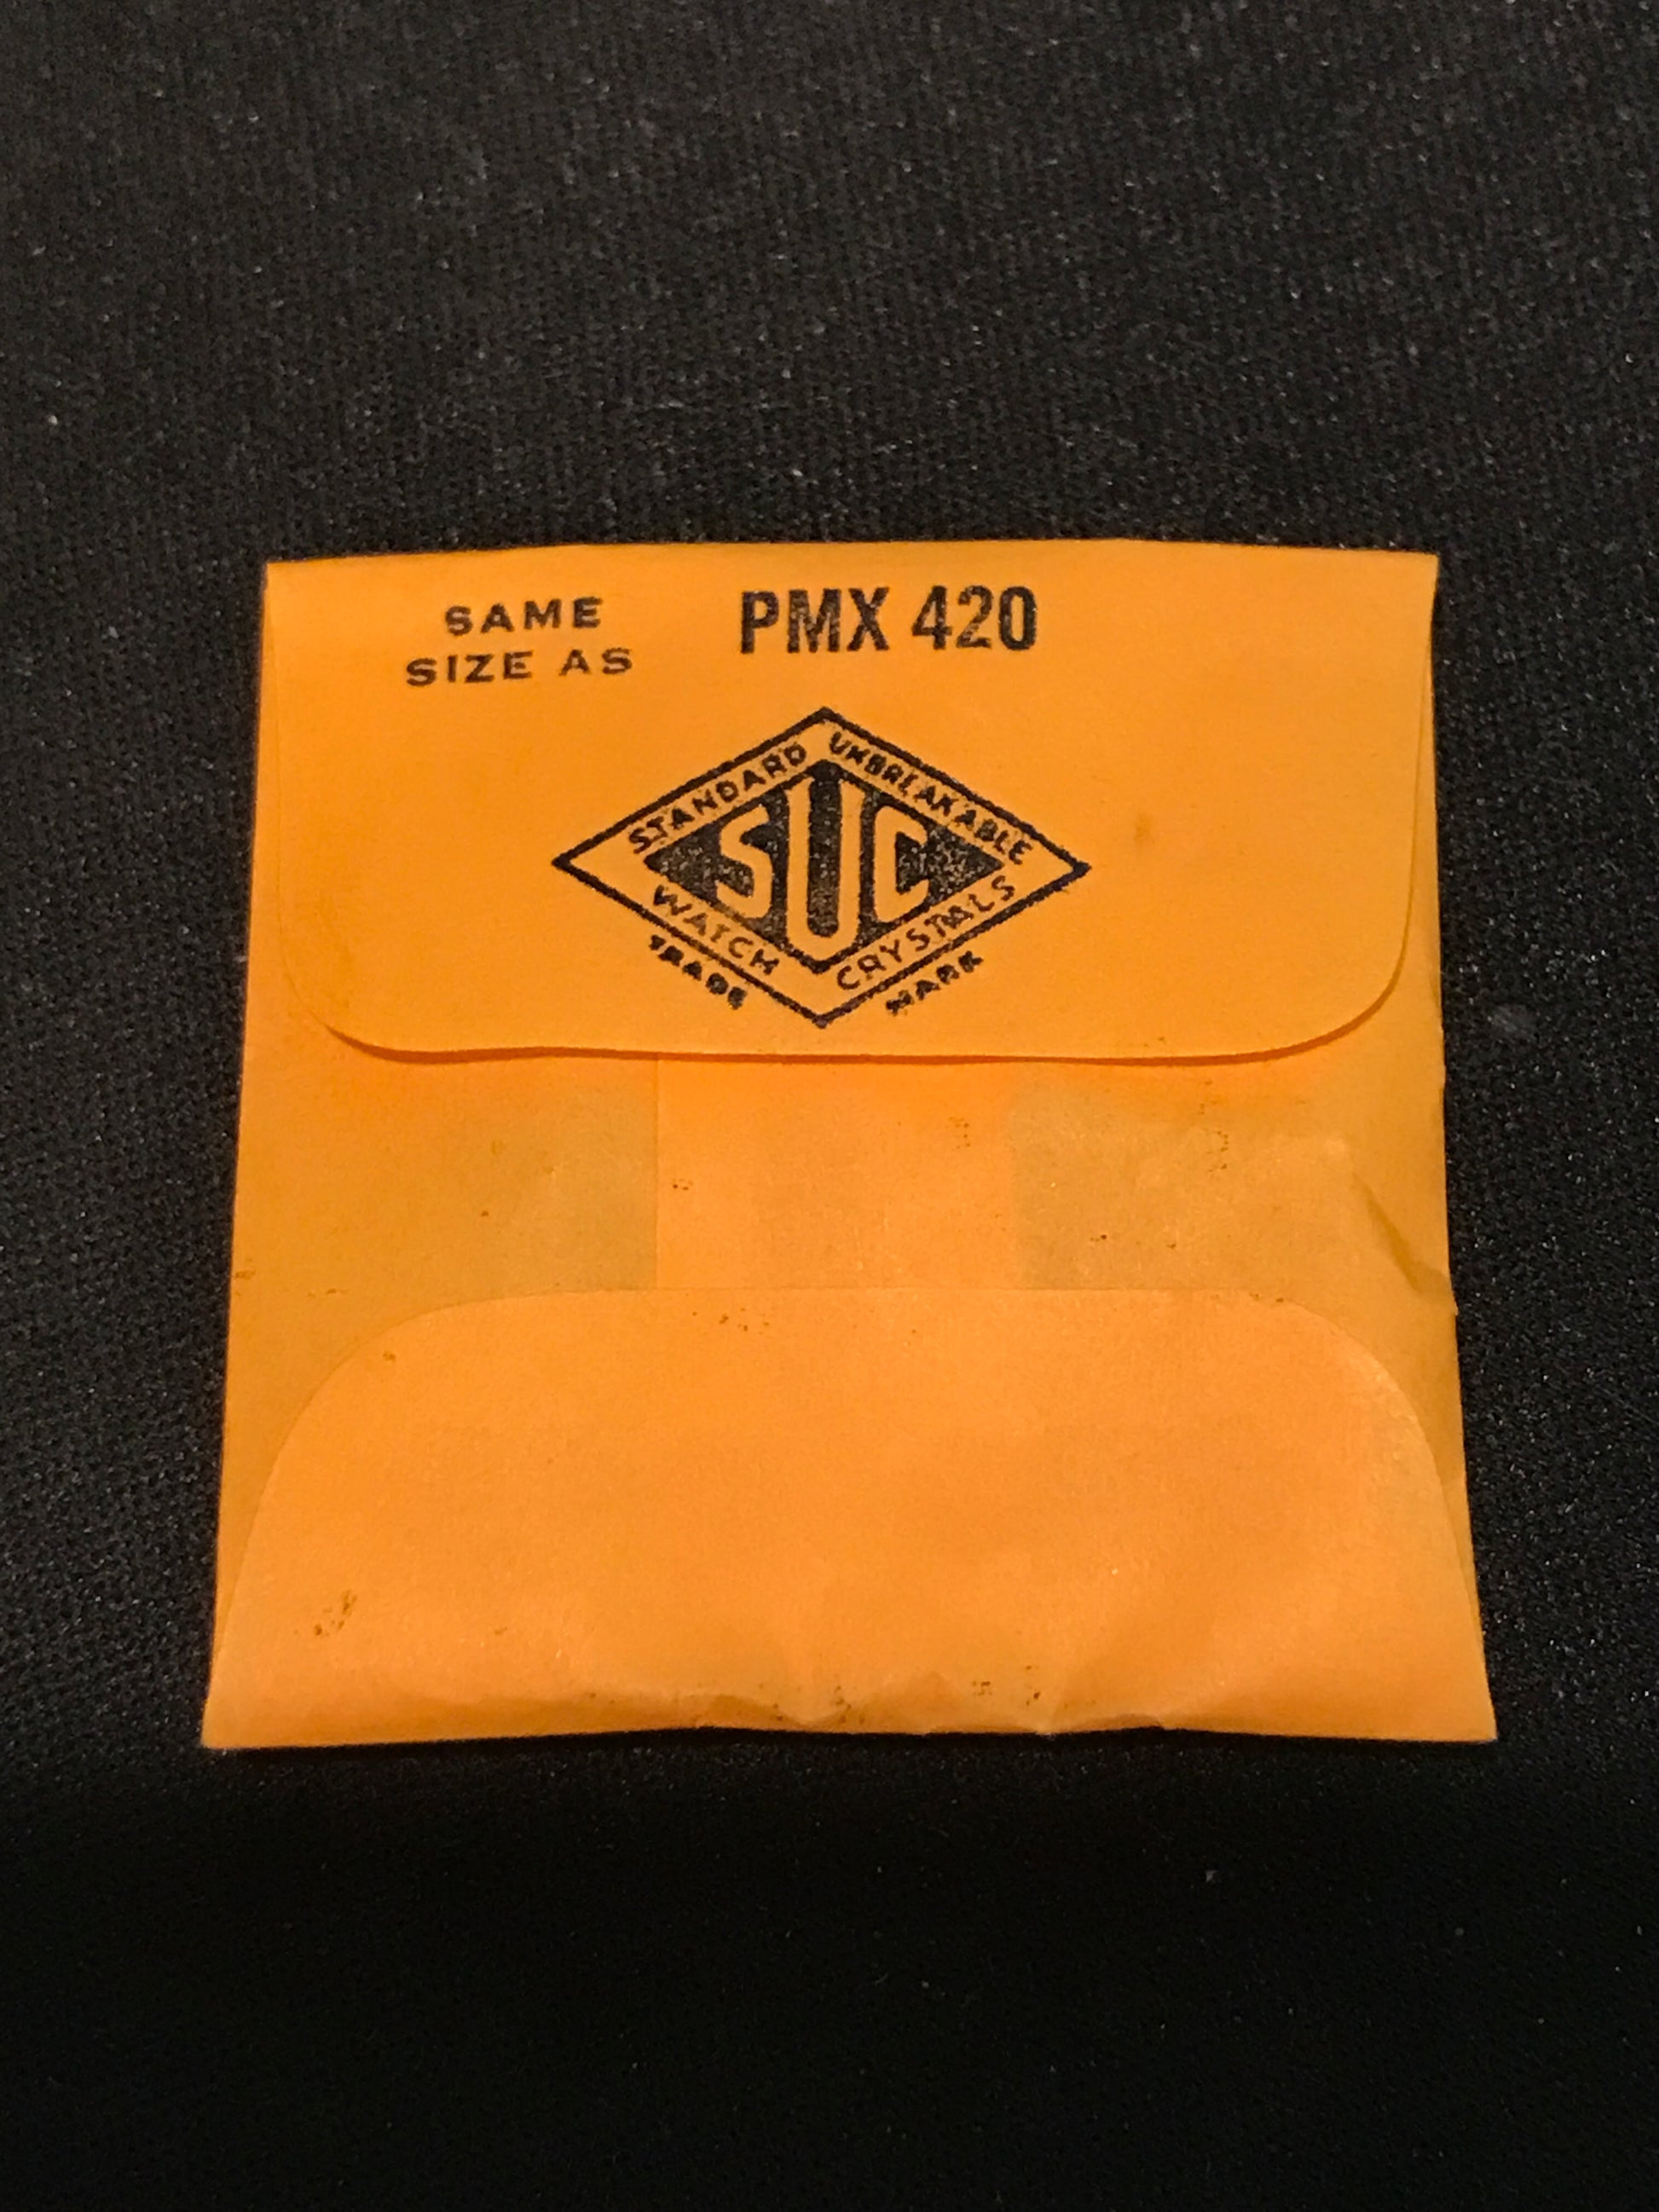 SAME
SIZE AS
PMX 420
STANDARD UNBREAKABLE
SUC
WATCH CRYSTALS
TRADE MARK